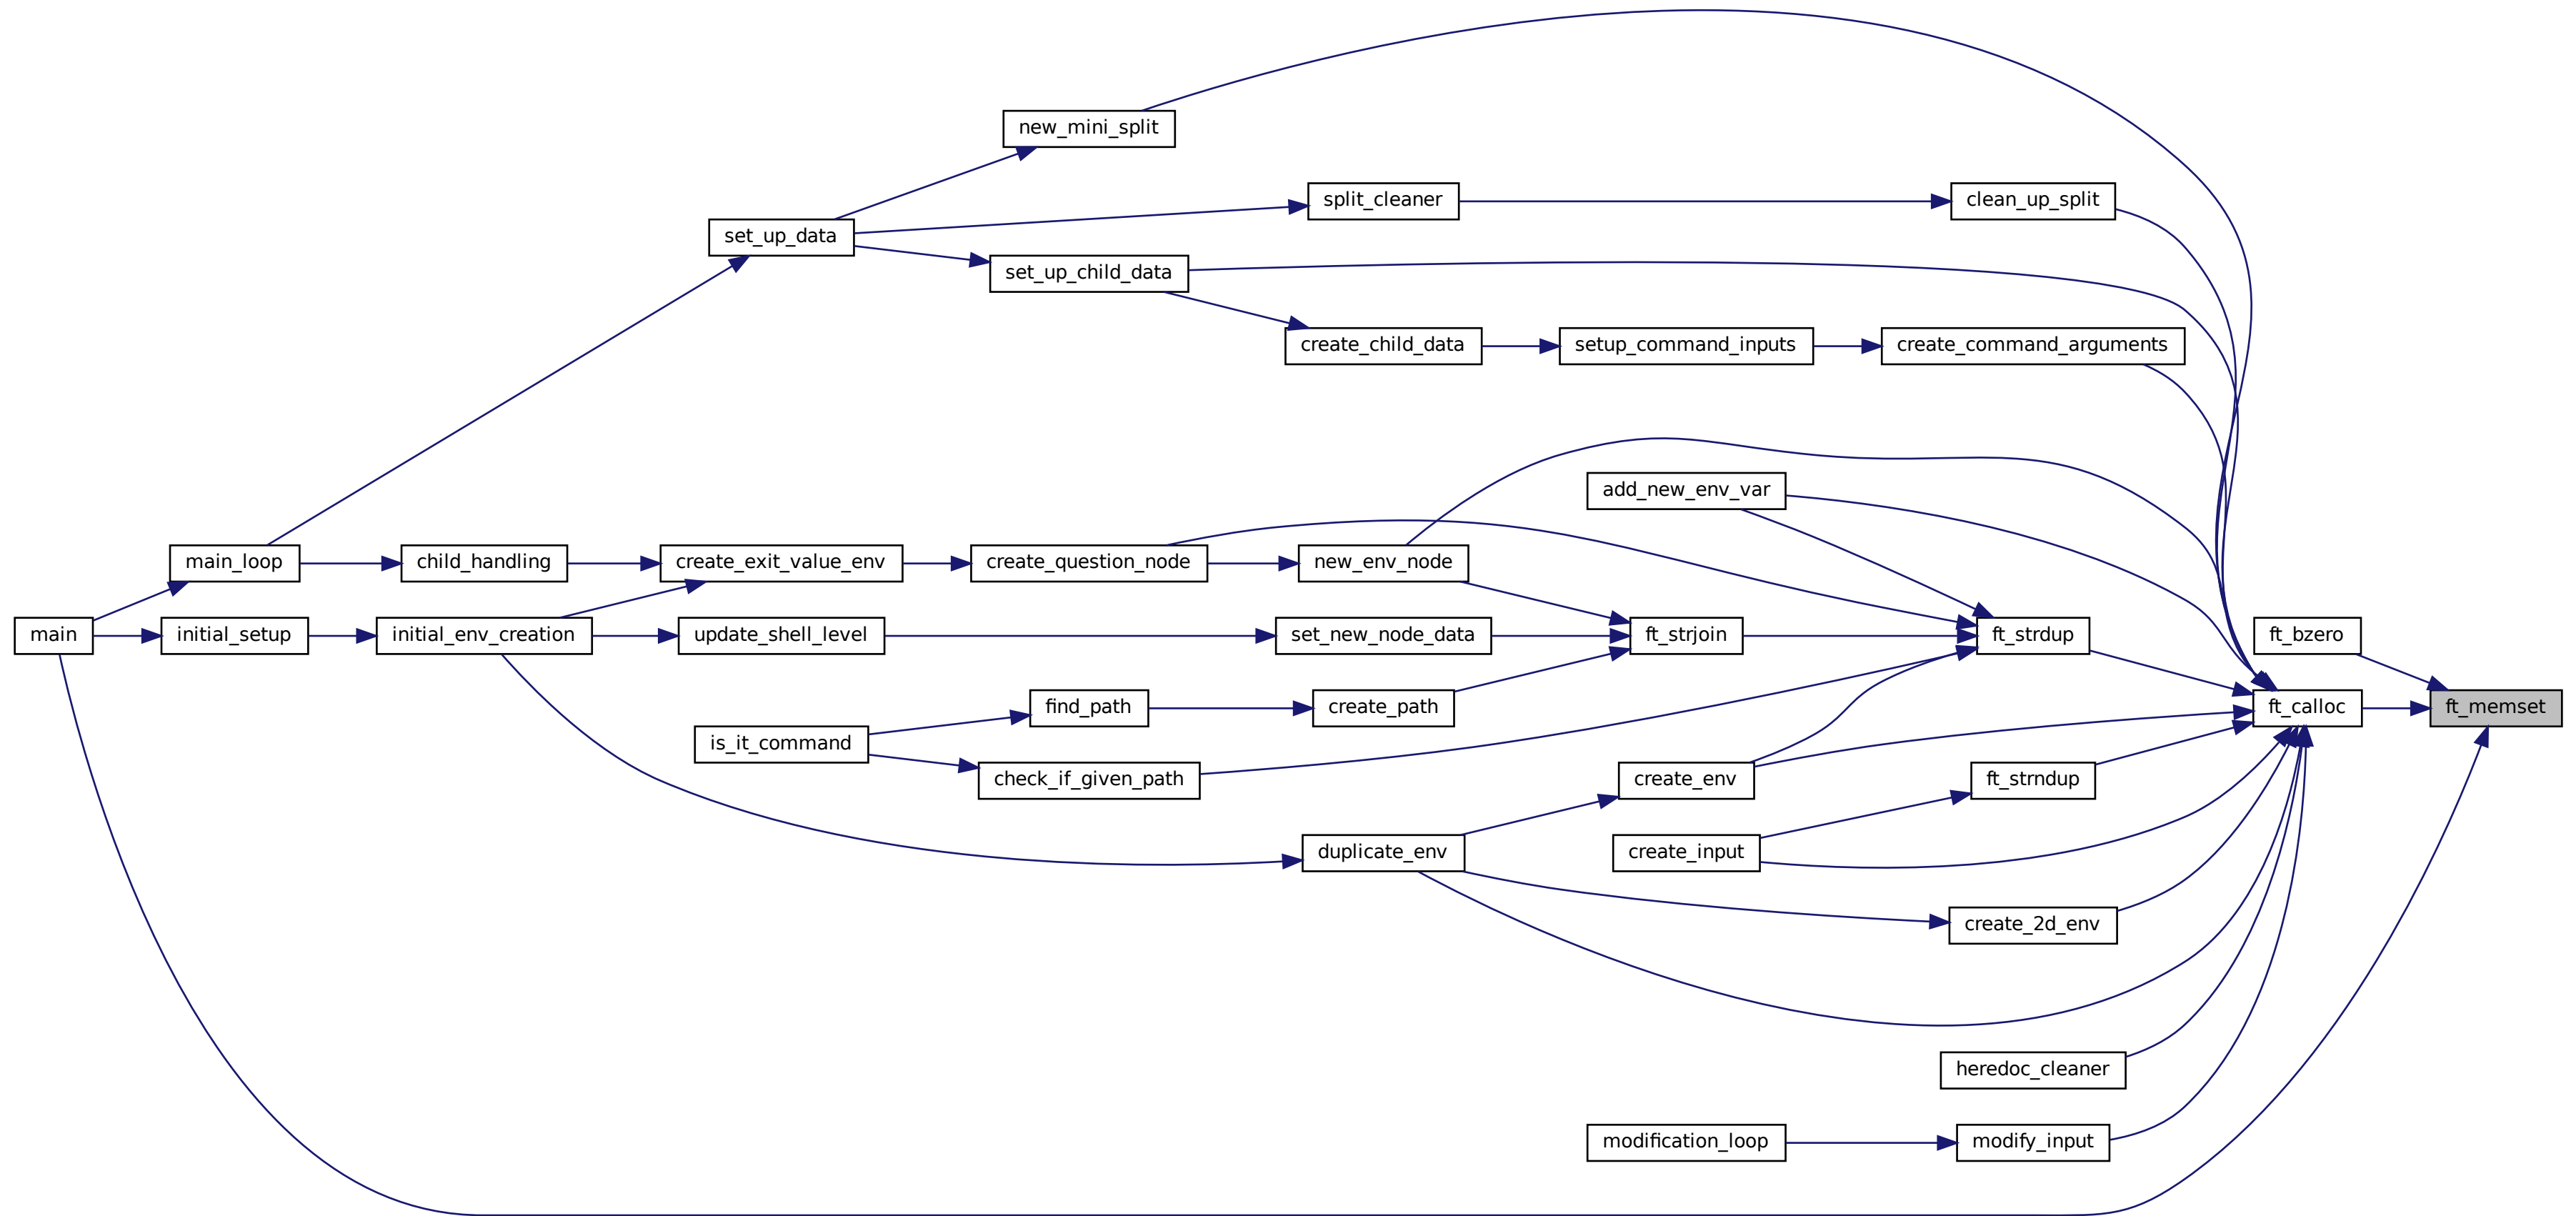 new_mini_split
split_cleaner
clean_up_split
set_up_data
set_up_child_data
create_child_data
setup_command_inputs
create_command_arguments
add_new_env_var
main_loop
child_handling
create_exit_value_env
create_question_node
new_env_node
main
initial_setup
initial_env_creation
update_shell_level
set_new_node_data
ft_strjoin
ft_strdup
ft_bzero
find_path
create_path
ft_calloc
ft_memset
is_it_command
check_if_given_path
create_env
ft_strndup
duplicate_env
create_input
create_2d_env
heredoc_cleaner
modification_loop
modify_input